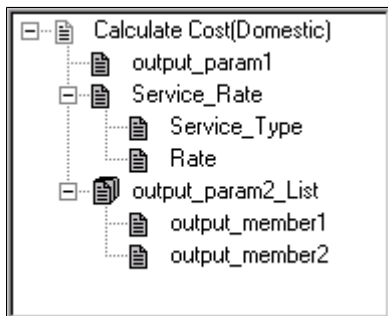 Calculate Cost(Domestic)
output_param1
Service_Rate
Service_Type
Rate
output_param2_List
output_member1
output_member2